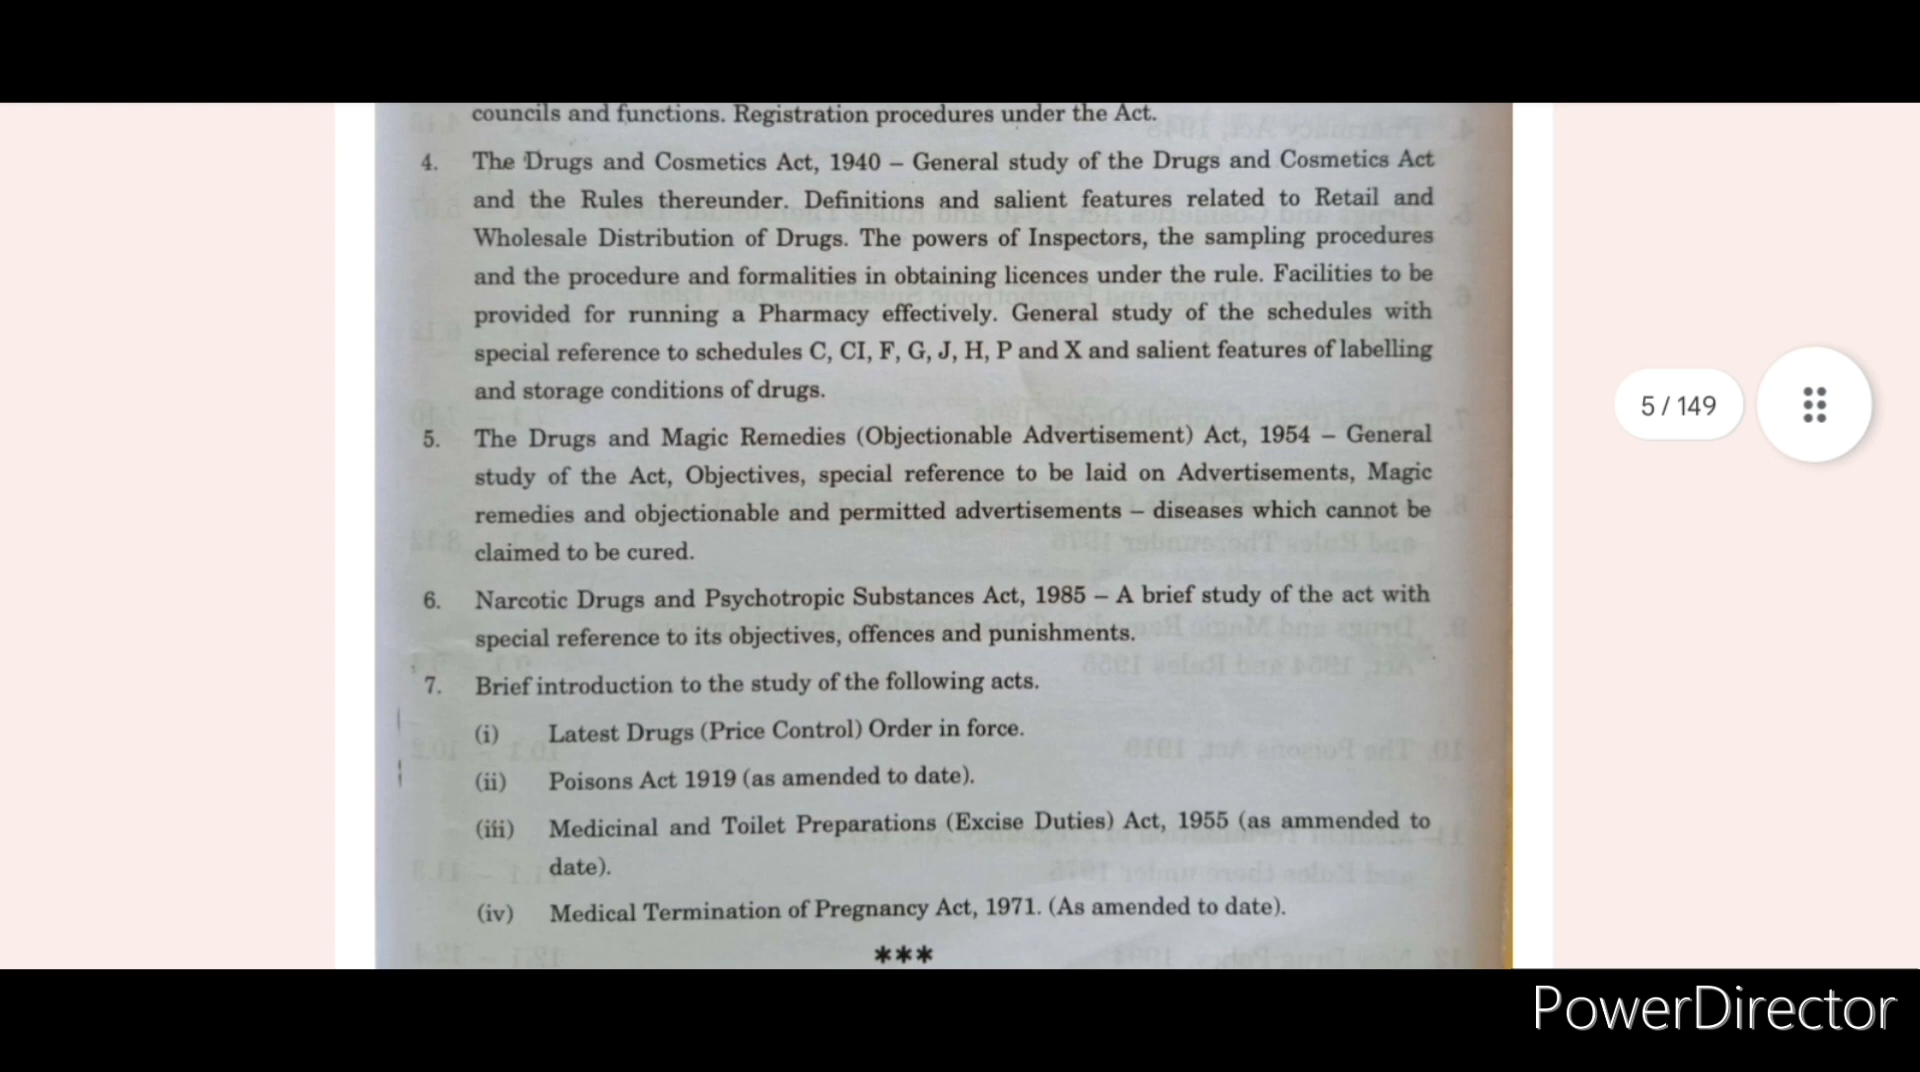 councils and functions. Registration procedures under the Act.
4. The Drugs and Cosmetics Act, 1940 – General study of the Drugs and Cosmetics Act
and the Rules thereunder. Definitions and salient features related to Retail and
Wholesale Distribution of Drugs. The powers of Inspectors, the sampling procedures
and the procedure and formalities in obtaining licences under the rule. Facilities to be
provided for running a Pharmacy effectively. General study of the schedules with
special reference to schedules C, CI, F, G, J, H, P and X and salient features of labelling
and storage conditions of drugs.
5 / 149
5. The Drugs and Magic Remedies (Objectionable Advertisement) Act, 1954 – General
study of the Act, Objectives, special reference to be laid on Advertisements, Magic
remedies and objectionable and permitted advertisements – diseases which cannot be
claimed to be cured.
6. Narcotic Drugs and Psychotropic Substances Act, 1985 – A brief study of the act with
special reference to its objectives, offences and punishments.
7. Brief introduction to the study of the following acts.
(i) Latest Drugs (Price Control) Order in force.
(ii) Poisons Act 1919 (as amended to date).
(iii) Medicinal and Toilet Preparations (Excise Duties) Act, 1955 (as ammended to
date).
(iv) Medical Termination of Pregnancy Act, 1971. (As amended to date).
***
PowerDirector